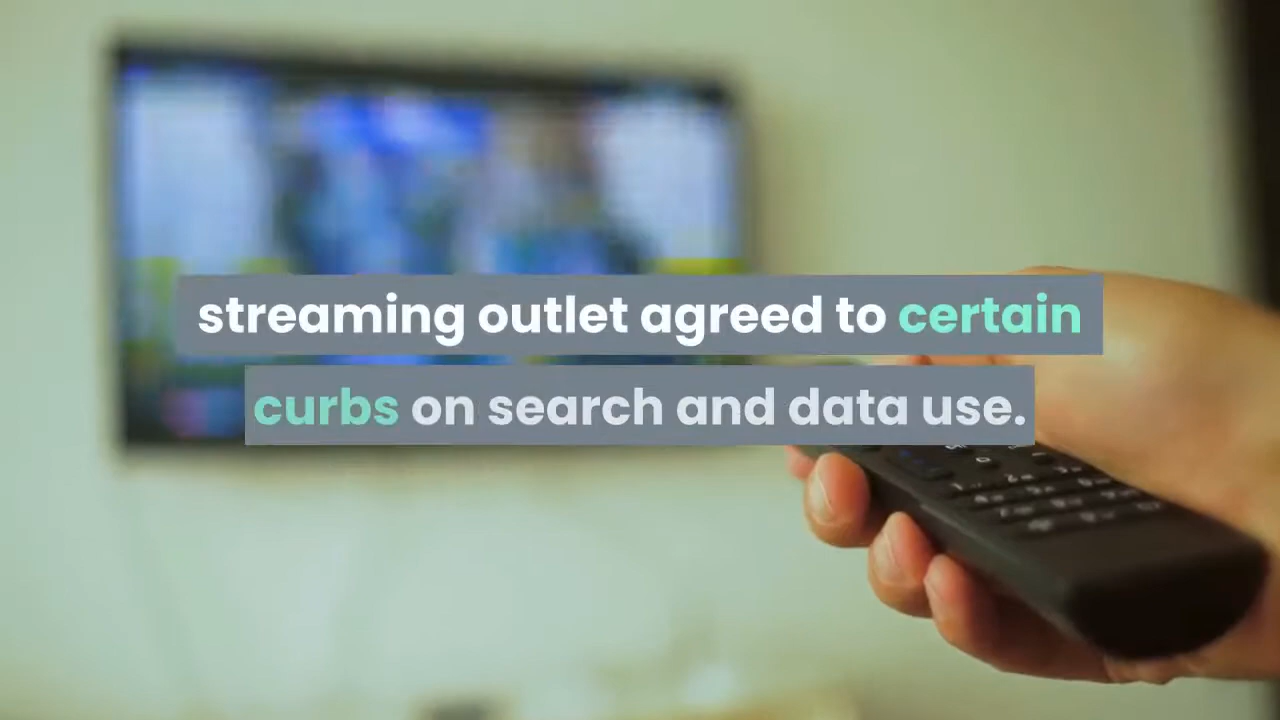 streaming outlet agreed to certain
curbs on search and data use.